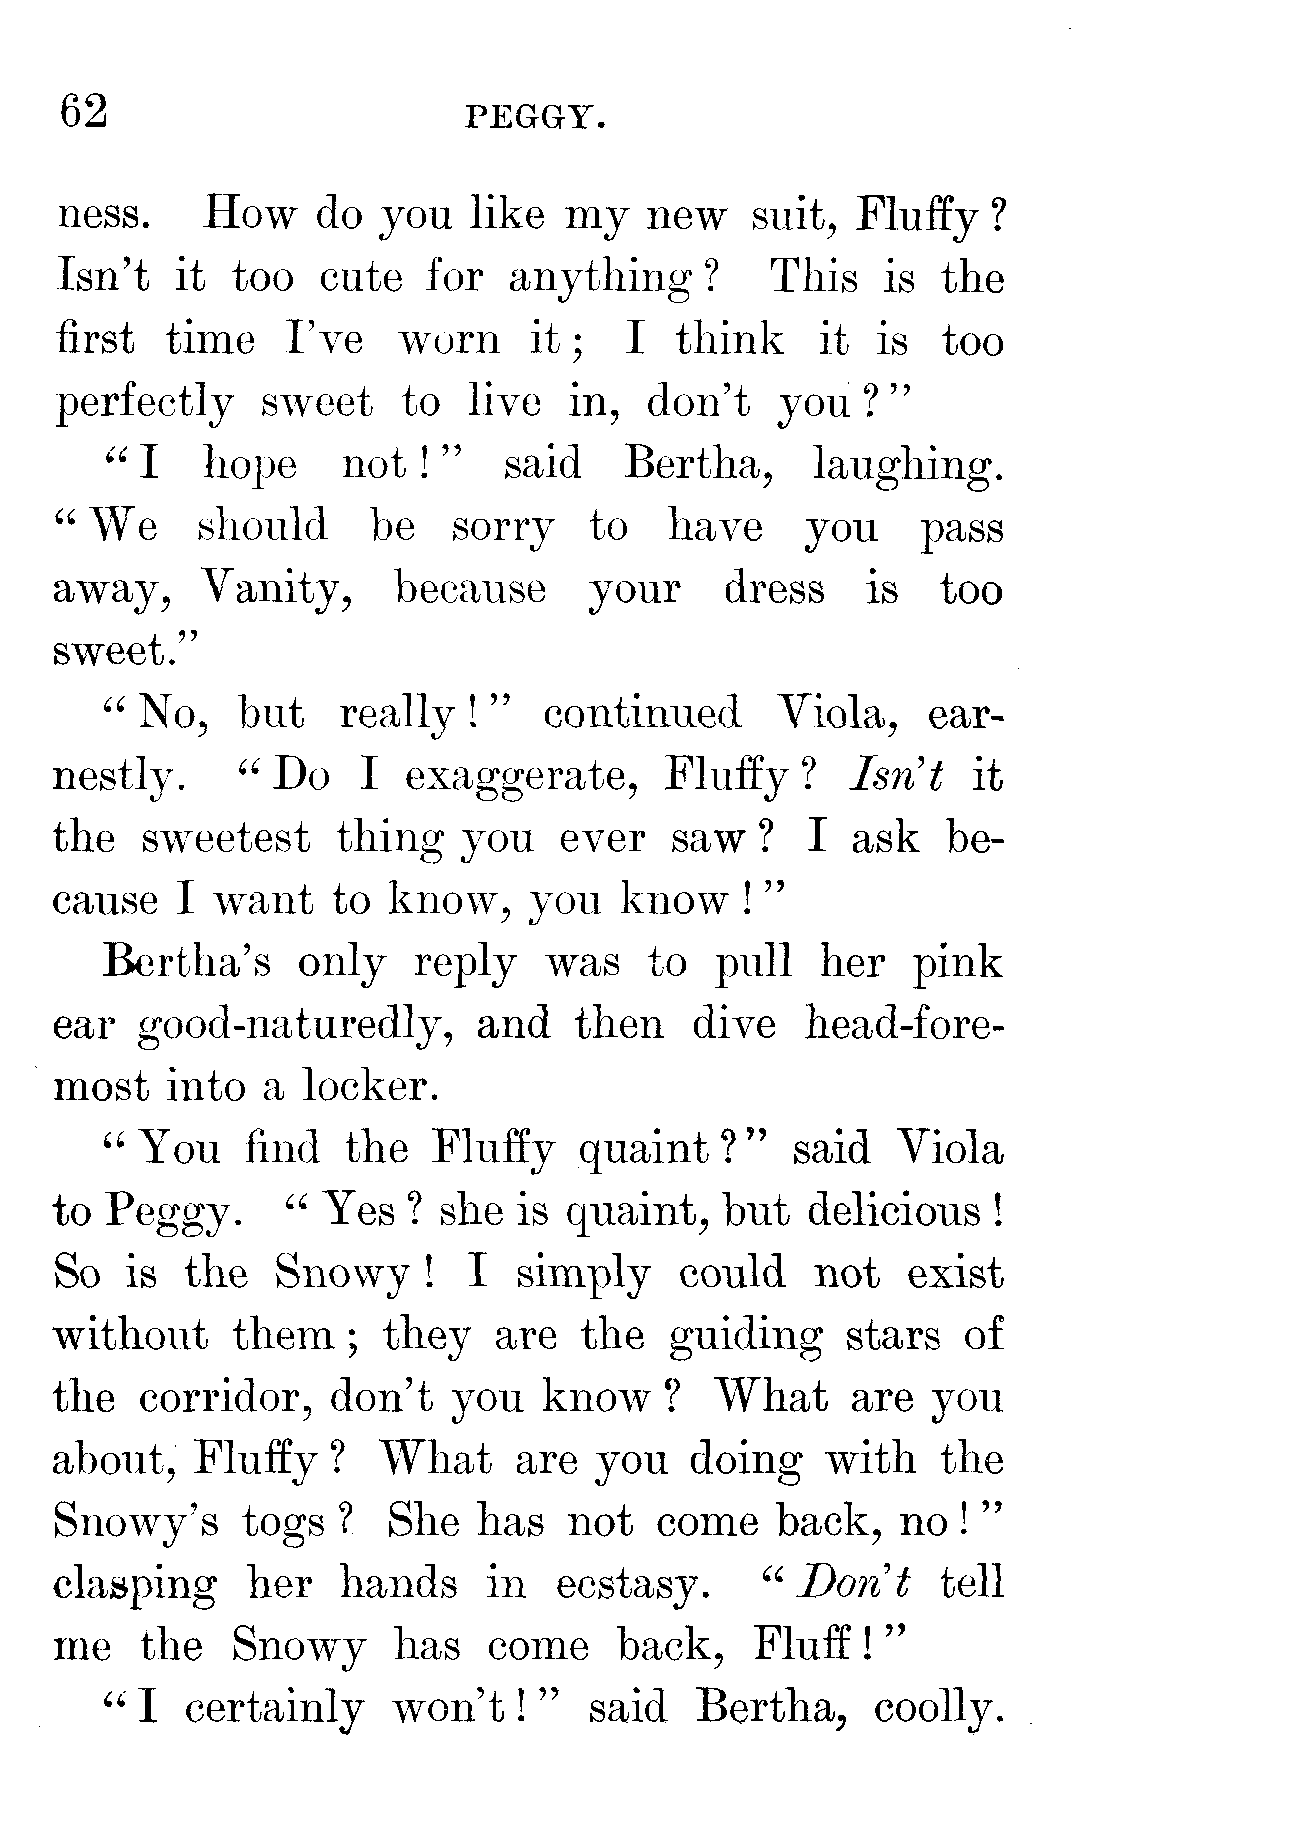 62 PEGGY.
ness. How do you like my new suit, Fluffy?
Isn't it too cute for anything? This is the
first time I've worn it; I think it is too
perfectly sweet to live in, don't you?"
"I hope not!" said Bertha, laughing.
"We should be sorry to have you pass
away, Vanity, because your dress is too
sweet."
"No, but really!" continued Viola, ear-
nestly. "Do I exaggerate, Fluffy? Isn't it
the sweetest thing you ever saw? I ask be-
cause I want to know, you know!"
Bertha's only reply was to pull her pink
ear good-naturedly, and then dive head-fore-
most into a locker.
"You find the Fluffy quaint?" said Viola
to Peggy. "Yes? she is quaint, but delicious!
So is the Snowy! I simply could not exist
without them; they are the guiding stars of
the corridor, don't you know? What are you
about, Fluffy? What are you doing with the
Snowy's togs? She has not come back, no!"
clasping her hands in ecstasy. "Don't tell
me the Snowy has come back, Fluff!"
"I certainly won't!" said Bertha, coolly.